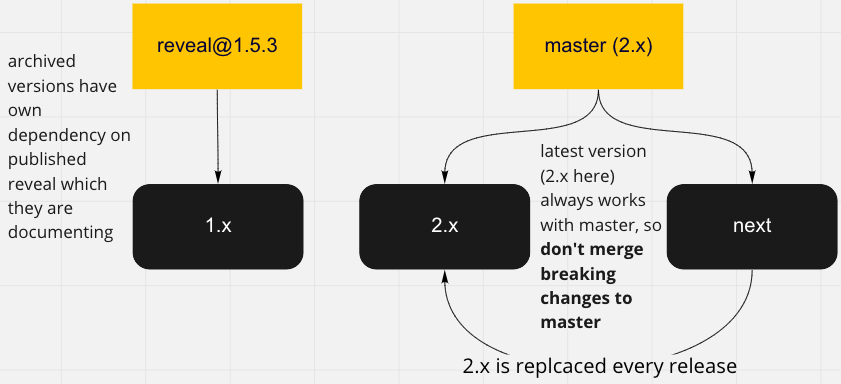 reveal@1.5.3
master (2.x)
archived
versions have
own
dependency on
published
reveal which
they are
documenting
1.x
2.x
latest version
(2.x here)
always works
with master, so
don't merge
breaking
changes to
master
next
2.x is replcaced every release